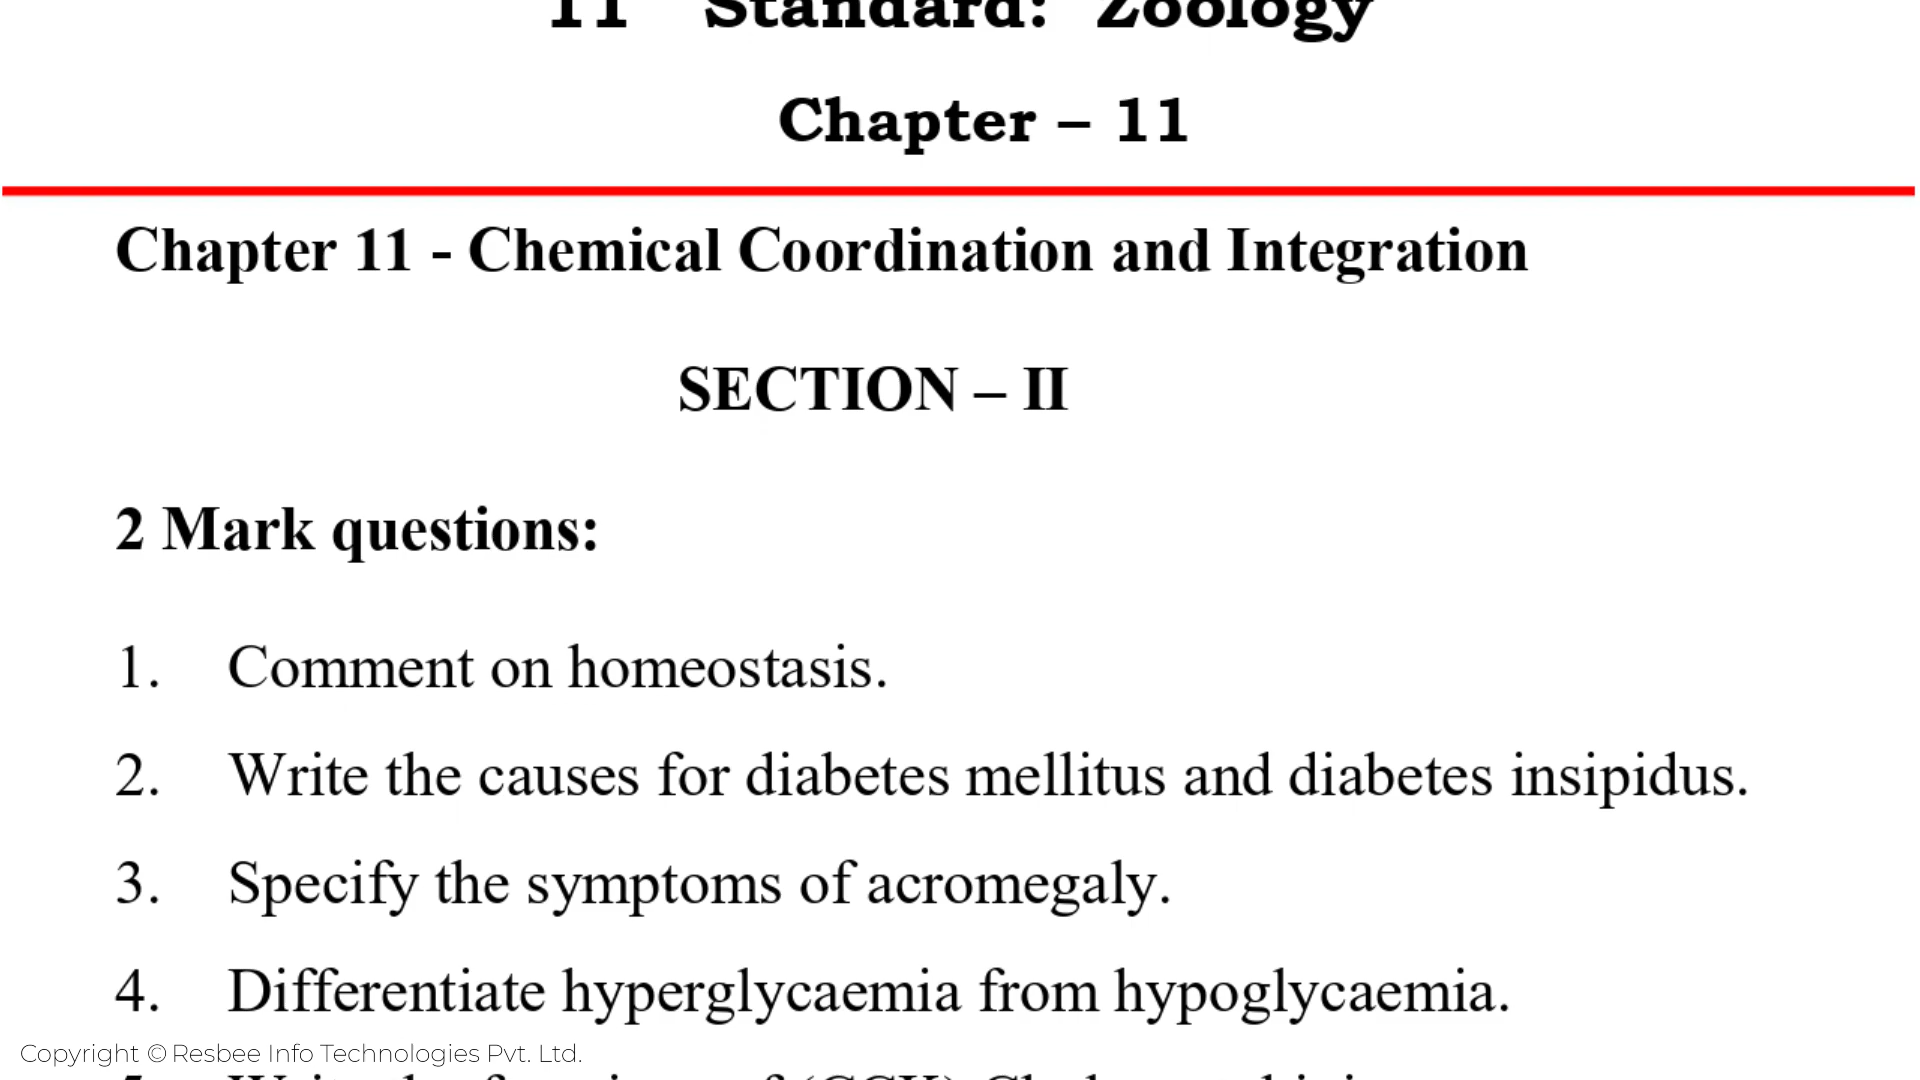 11 Standard: Zoology
Chapter – 11
Chapter 11 - Chemical Coordination and Integration
SECTION – II
2 Mark questions:
1. Comment on homeostasis.
2. Write the causes for diabetes mellitus and diabetes insipidus.
3. Specify the symptoms of acromegaly.
4. Differentiate hyperglycaemia from hypoglycaemia.
Copyright © Resbee Info Technologies Pvt. Ltd.